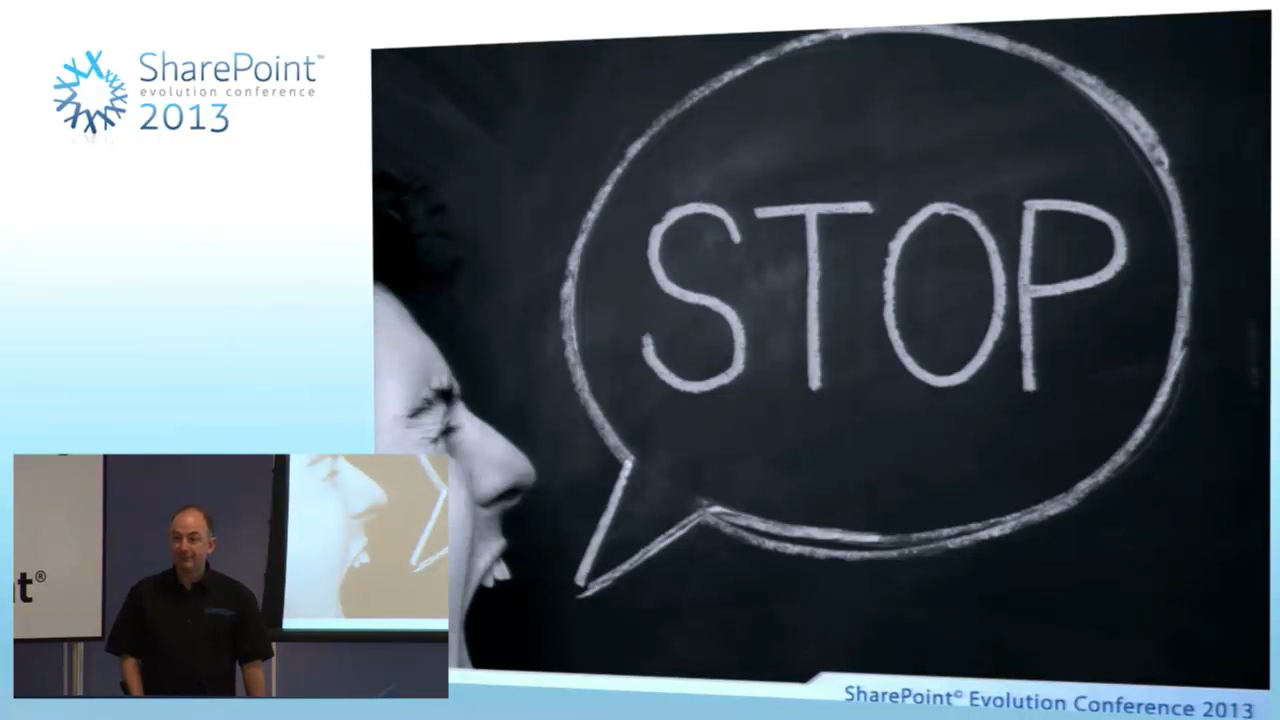 SharePoint™
evolution conference
2013
STOP
t®
SharePoint© Evolution Conference 2013